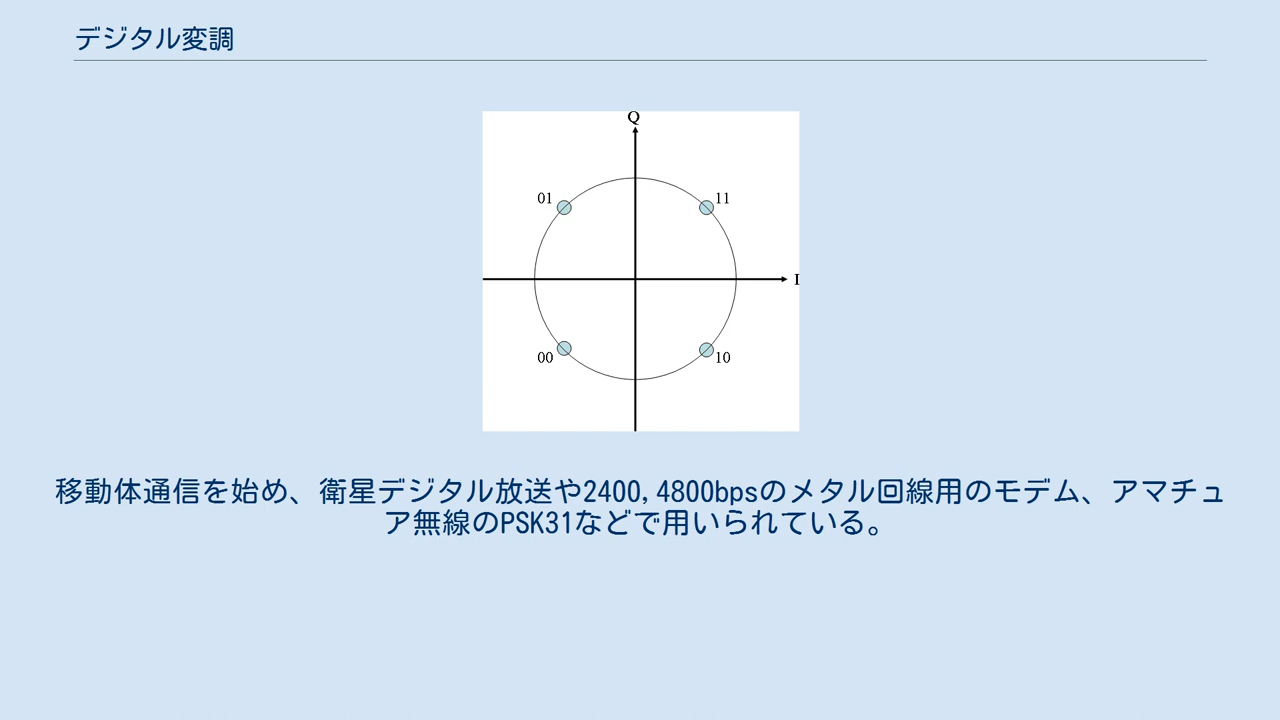 デジタル変調
Q
01
11
I
00
10
移動体通信を始め、衛星デジタル放送や2400,4800bpsのメタル回線用のモデム、アマチュ
ア無線のPSK31などで用いられている。